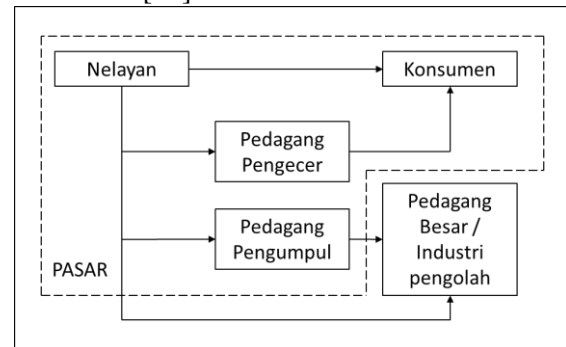 Nelayan
Konsumen
Pedagang
Pengecer
Pedagang
Pengumpul
Pedagang
Besar /
Industri
pengolah
PASAR